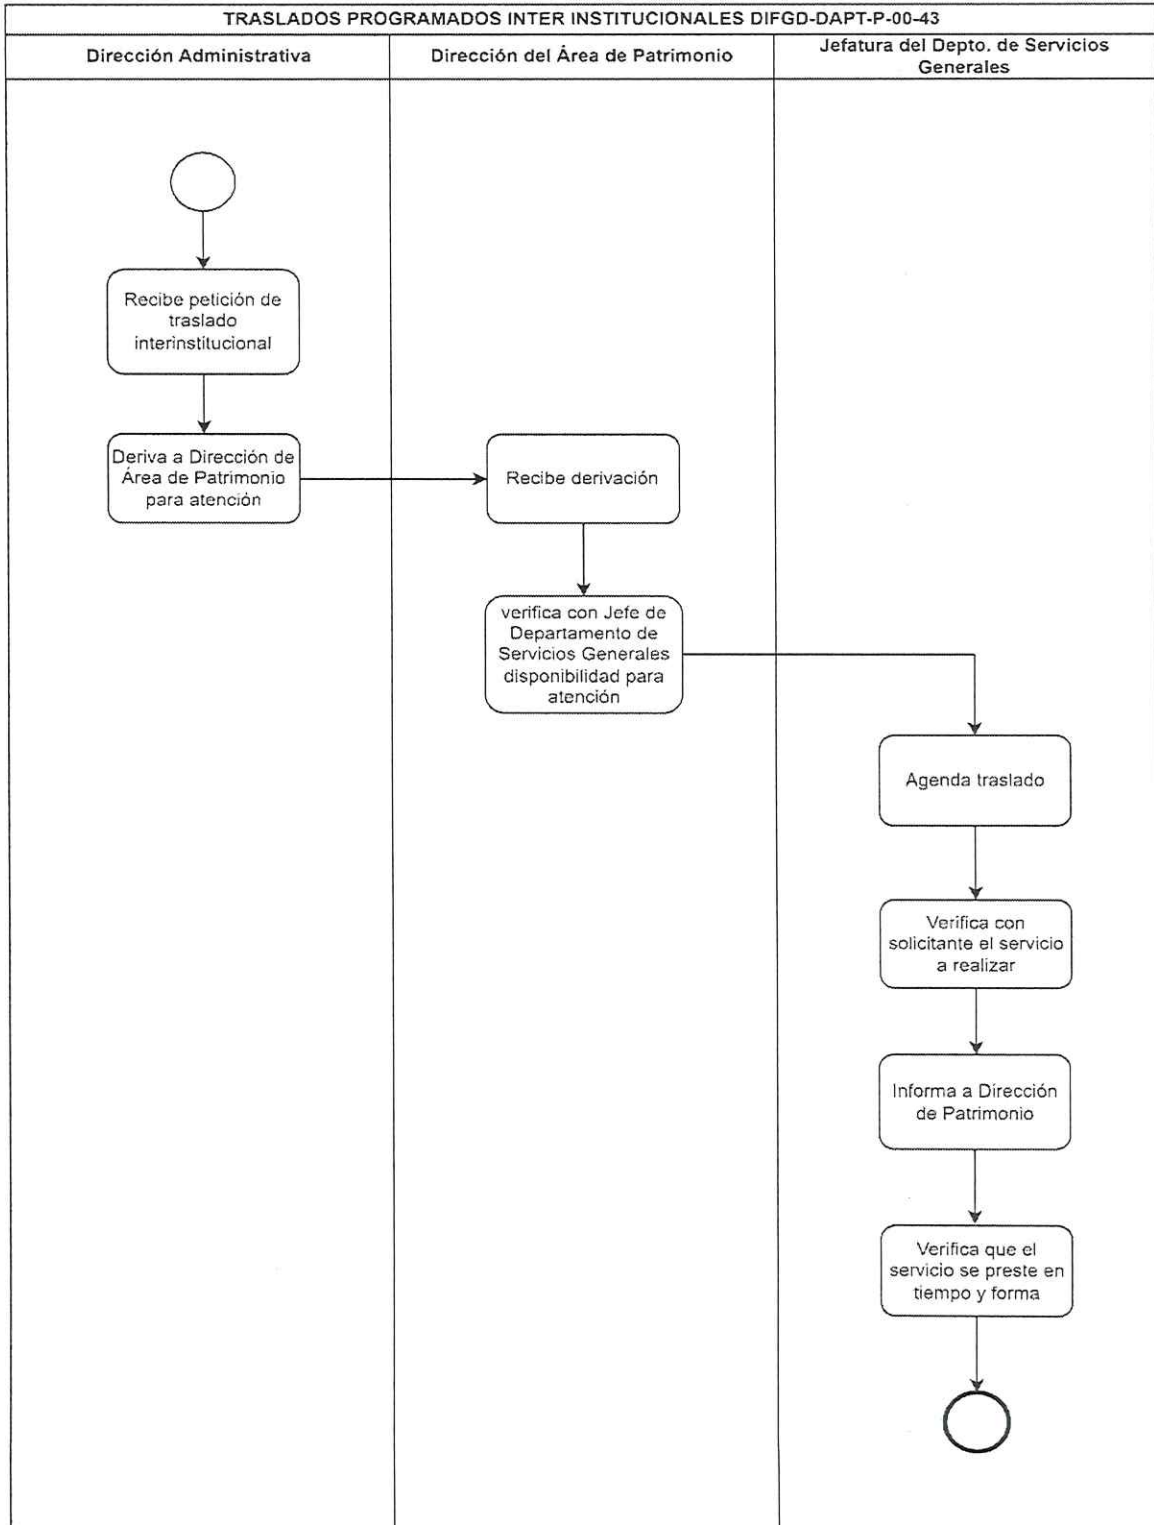 TRASLADOS PROGRAMADOS INTER INSTITUCIONALES DIFGD-DAPT-P-00-43
Dirección Administrativa
Dirección del Área de Patrimonio
Jefatura del Depto. de Servicios
Generales
Recibe petición de
traslado
interinstitucional
Deriva a Dirección de
Área de Patrimonio
para atención
Recibe derivación
verifica con Jefe de
Departamento de
Servicios Generales
disponibilidad para
atención
Agenda traslado
Verifica con
solicitante el servicio
a realizar
Informa a Dirección
de Patrimonio
Verifica que el
servicio se preste en
tiempo y forma